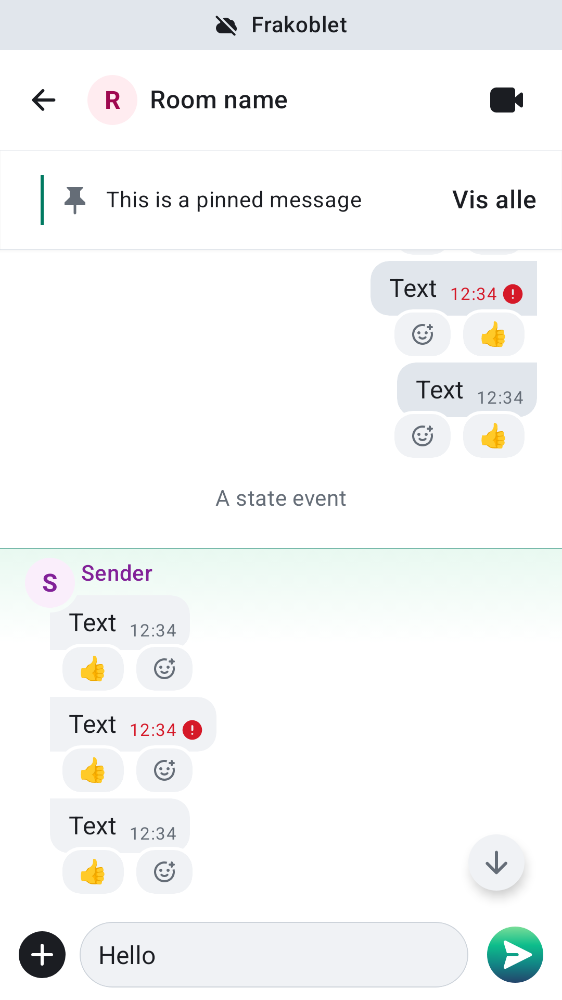 Frakoblet
R
Room name
This is a pinned message
Vis alle
Text 12:34
Text 12:34
A state event
S
Sender
Text 12:34
Text 12:34
Text 12:34
Hello